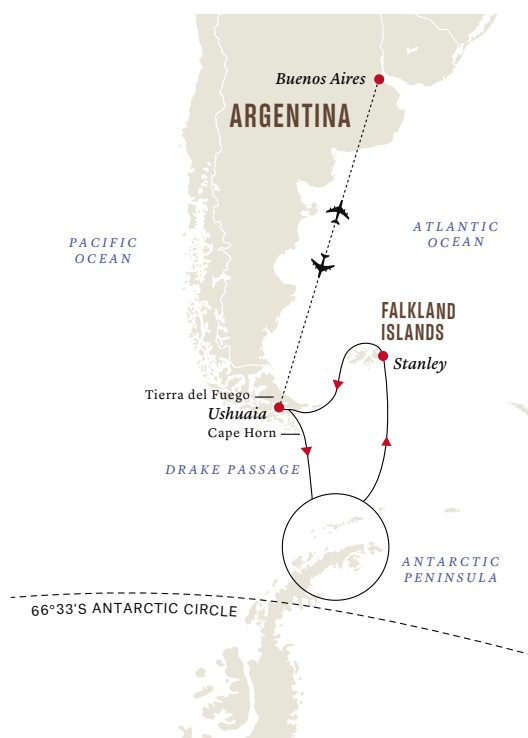 Buenos Aires
ARGENTINA
PACIFIC
OCEAN
ATLANTIC
OCEAN
FALKLAND
ISLANDS
Stanley
Tierra del Fuego
Ushuaia
Cape Horn
DRAKE PASSAGE
ANTARCTIC
PENINSULA
66°33'S ANTARCTIC CIRCLE